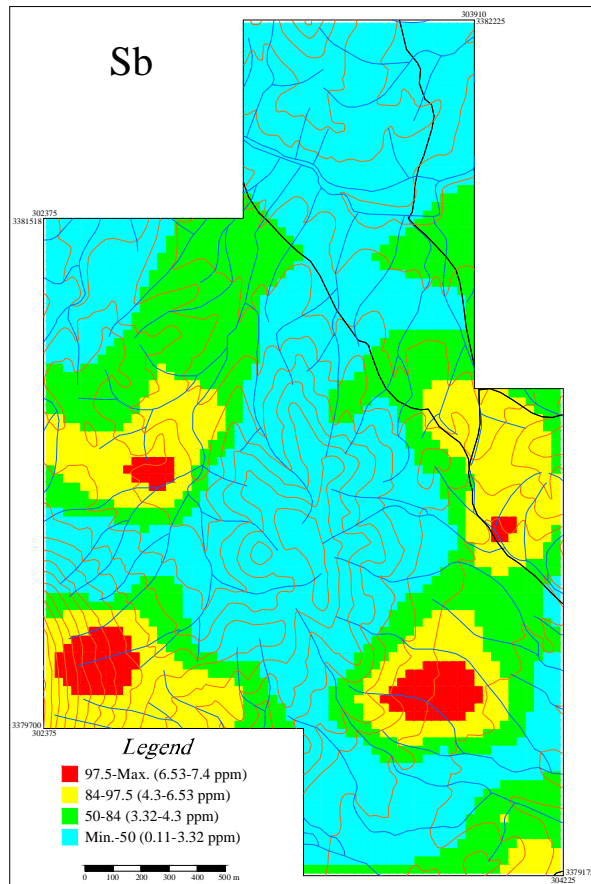 303910
3382225
Sb
302375
3381518
3379700
302375
Legend
97.5-Max. (6.53-7.4 ppm)
84-97.5 (4.3-6.53 ppm)
50-84 (3.32-4.3 ppm)
Min.-50 (0.11-3.32 ppm)
0 100 200 300 400 500 m
3379175
304225